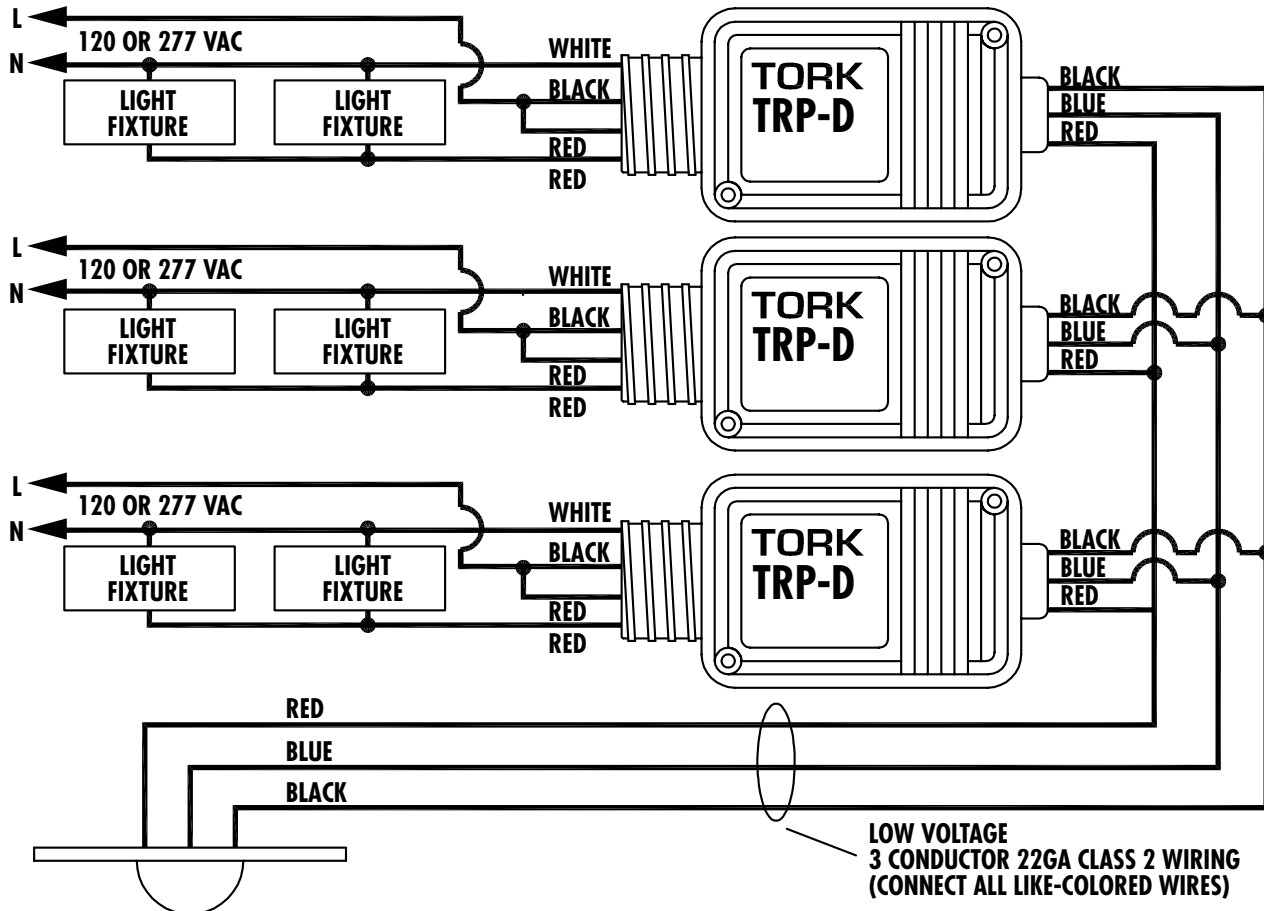 L
120 OR 277 VAC
N
LIGHT
FIXTURE
LIGHT
FIXTURE
WHITE
BLACK
RED
RED
TORK
TRP-D
BLACK
BLUE
RED
L
120 OR 277 VAC
N
LIGHT
FIXTURE
LIGHT
FIXTURE
WHITE
BLACK
RED
RED
TORK
TRP-D
BLACK
BLUE
RED
L
120 OR 277 VAC
N
LIGHT
FIXTURE
LIGHT
FIXTURE
WHITE
BLACK
RED
RED
TORK
TRP-D
BLACK
BLUE
RED
RED
BLUE
BLACK
LOW VOLTAGE
3 CONDUCTOR 22GA CLASS 2 WIRING
(CONNECT ALL LIKE-COLORED WIRES)